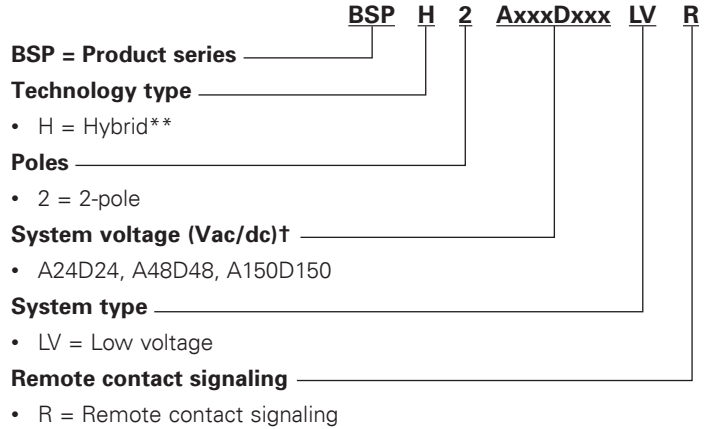 BSP H 2 AxxxDxxx LV R
BSP = Product series
Technology type
• H = Hybrid**
Poles
• 2 = 2-pole
System voltage (Vac/dc)†
• A24D24, A48D48, A150D150
System type
• LV = Low voltage
Remote contact signaling
• R = Remote contact signaling